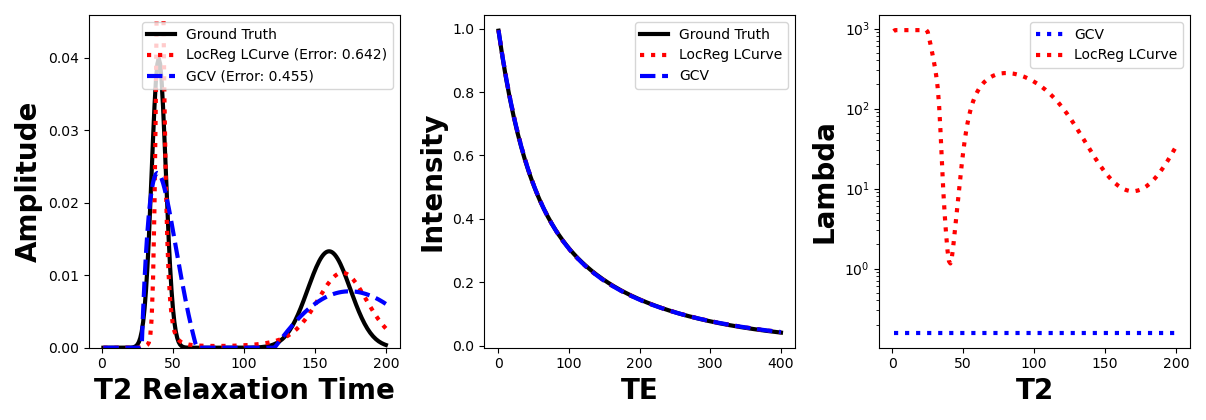 Ground Truth
LocReg LCurve (Error: 0.642)
GCV (Error: 0.455)
0.04
0.03
0.02
0.01
0.00
0
50
100
150
200
Amplitude
T2 Relaxation Time
Ground Truth
LocReg LCurve
GCV
1.0
0.8
0.6
0.4
0.2
0.0
0
100
200
300
400
Intensity
TE
GCV
LocReg LCurve
10³
10²
10¹
10⁰
0
50
100
150
200
Lambda
T2